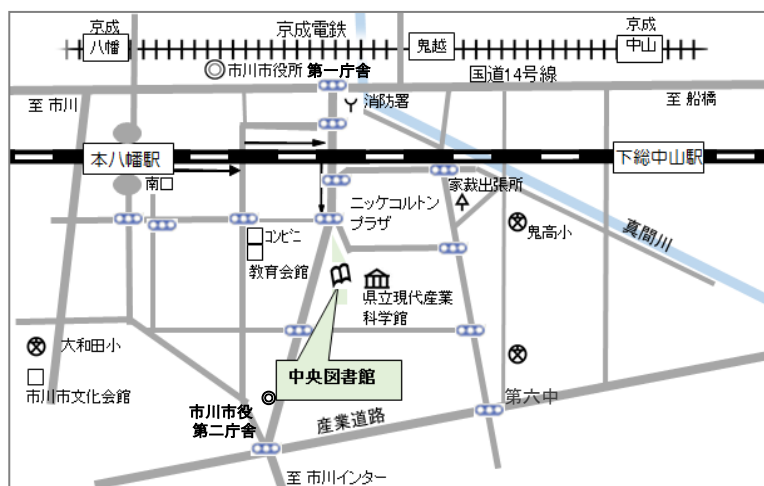 京成
八幡
京成電鉄
鬼越
京成
中山
市川市役所 第一庁舎
国道14号線
至 市川
消防署
至 船橋
本八幡駅
下総中山駅
南口
家裁出張所
ニッケコルトン
プラザ
鬼高小
真間川
コンビニ
教育会館
県立現代産業
科学館
六和田小
中央図書館
市川市文化会館
第六中
市川市役
第二庁舎
産業道路
至 市川インター